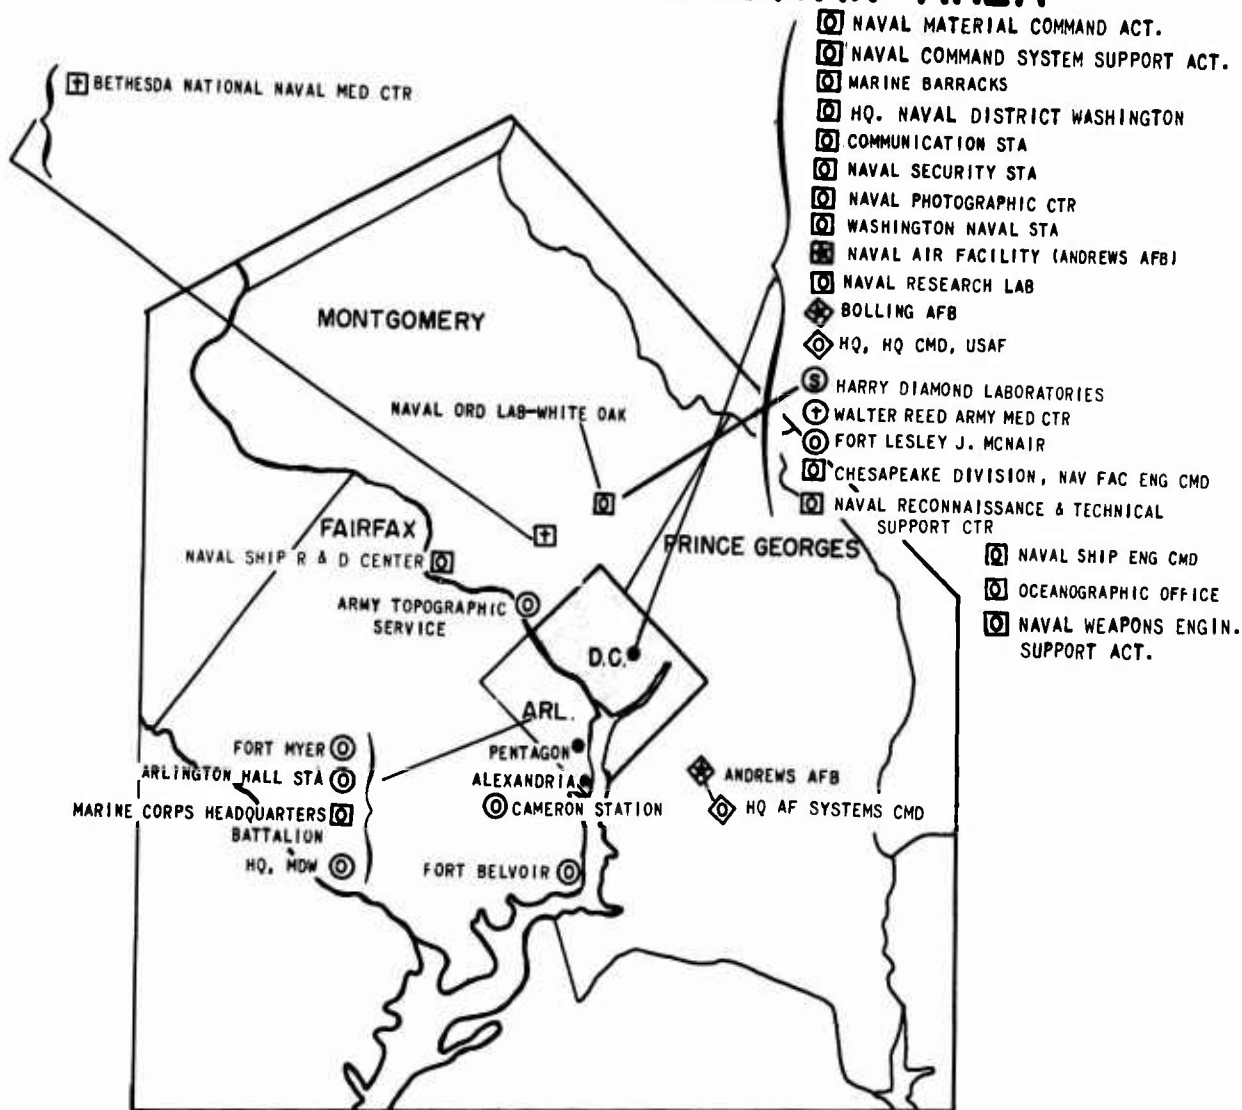 AREA
NAVAL MATERIAL COMMAND ACT.
NAVAL COMMAND SYSTEM SUPPORT ACT.
MARINE BARRACKS
HQ. NAVAL DISTRICT WASHINGTON
COMMUNICATION STA
NAVAL SECURITY STA
NAVAL PHOTOGRAPHIC CTR
WASHINGTON NAVAL STA
NAVAL AIR FACILITY (ANDREWS AFB)
NAVAL RESEARCH LAB
BOLLING AFB
HQ, HQ CMD, USAF
S HARRY DIAMOND LABORATORIES
WALTER REED ARMY MED CTR
FORT LESLEY J. MCNAIR
CHESAPEAKE DIVISION, NAV FAC ENG CMD
NAVAL RECONNAISSANCE & TECHNICAL
SUPPORT CTR
NAVAL SHIP ENG CMD
OCEANOGRAPHIC OFFICE
NAVAL WEAPONS ENGIN.
SUPPORT ACT.
BETHESDA NATIONAL NAVAL MED CTR
MONTGOMERY
NAVAL ORD LAB-WHITE OAK
FAIRFAX
PRINCE GEORGES
NAVAL SHIP R & D CENTER
ARMY TOPOGRAPHIC
SERVICE
D.C.
ARL.
PENTAGON
ALEXANDRIA
CAMERON STATION
FORT MYER
ARLINGTON HALL STA
MARINE CORPS HEADQUARTERS
BATTALION
HQ, MDW
FORT BELVOIR
ANDREWS AFB
HQ AF SYSTEMS CMD